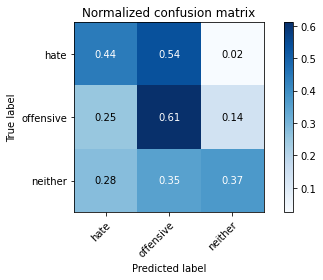 Normalized confusion matrix
True label
hate
0.44 0.54 0.02
offensive
0.25 0.61 0.14
neither
0.28 0.35 0.37
hate
offensive
neither
Predicted label
0.6
0.5
0.4
0.3
0.2
0.1